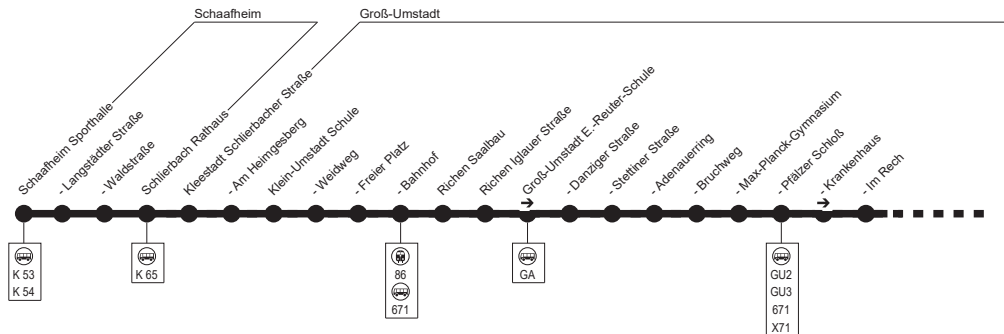 Schaafheim
Groß-Umstadt
Schaafheim Sporthalle
- Langstädter Straße
- Waldstraße
Schlierbach Rathaus
Kleestadt Schlierbacher Straße
- Am Heimgesberg
Klein-Umstadt Schule
- Weidweg
- Freier Platz
- Bahnhof
Richen Saalbau
Richen Iglauer Straße
Groß-Umstadt E.-Reuter-Schule
- Danziger Straße
- Stettiner Straße
- Adenauerring
- Bruchweg
- Max-Planck-Gymnasium
- Pfälzer Schloß
- Krankenhaus
- Im Rech
K 53
K 54
K 65
86
671
GA
GU2
GU3
671
X71